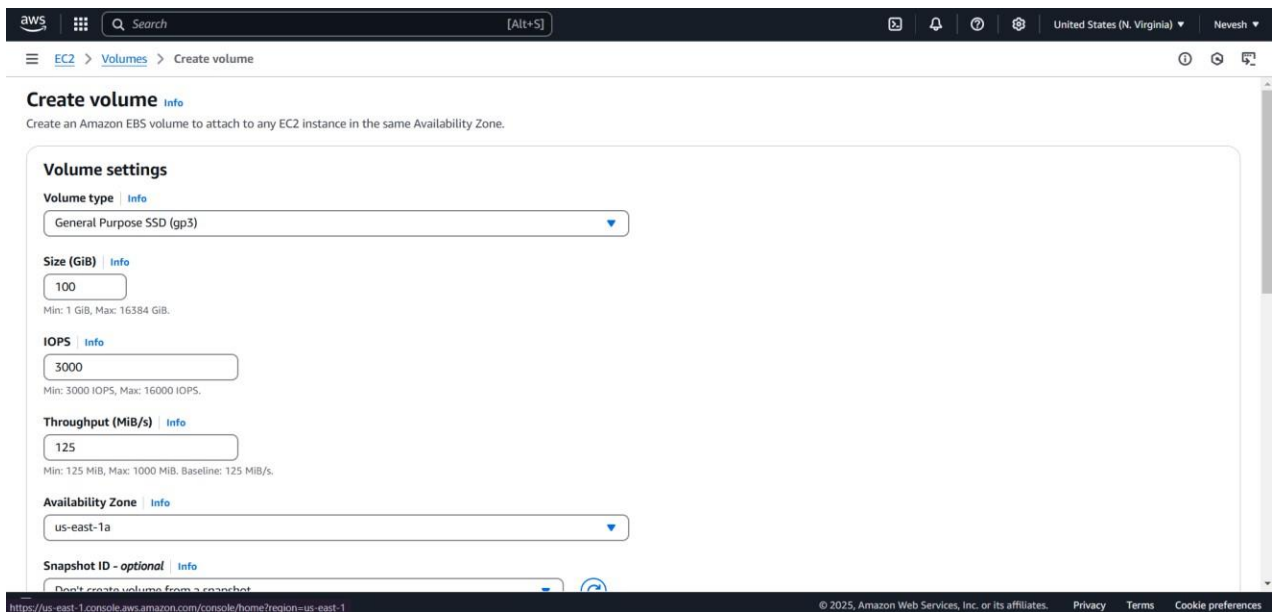 aws Search [Alt+S] United States (N. Virginia) Nevesh
EC2 > Volumes > Create volume
Create volume Info
Create an Amazon EBS volume to attach to any EC2 instance in the same Availability Zone.
Volume settings
Volume type Info
General Purpose SSD (gp3)
Size (GiB) Info
100
Min: 1 GiB, Max: 16384 GiB.
IOPS Info
3000
Min: 3000 IOPS, Max: 16000 IOPS.
Throughput (MiB/s) Info
125
Min: 125 MiB, Max: 1000 MiB. Baseline: 125 MiB/s.
Availability Zone Info
us-east-1a
Snapshot ID - optional Info
Don't create volume from a snapshot
https://us-east-1.console.aws.amazon.com/console/home?region=us-east-1 © 2025, Amazon Web Services, Inc. or its affiliates. Privacy Terms Cookie preferences